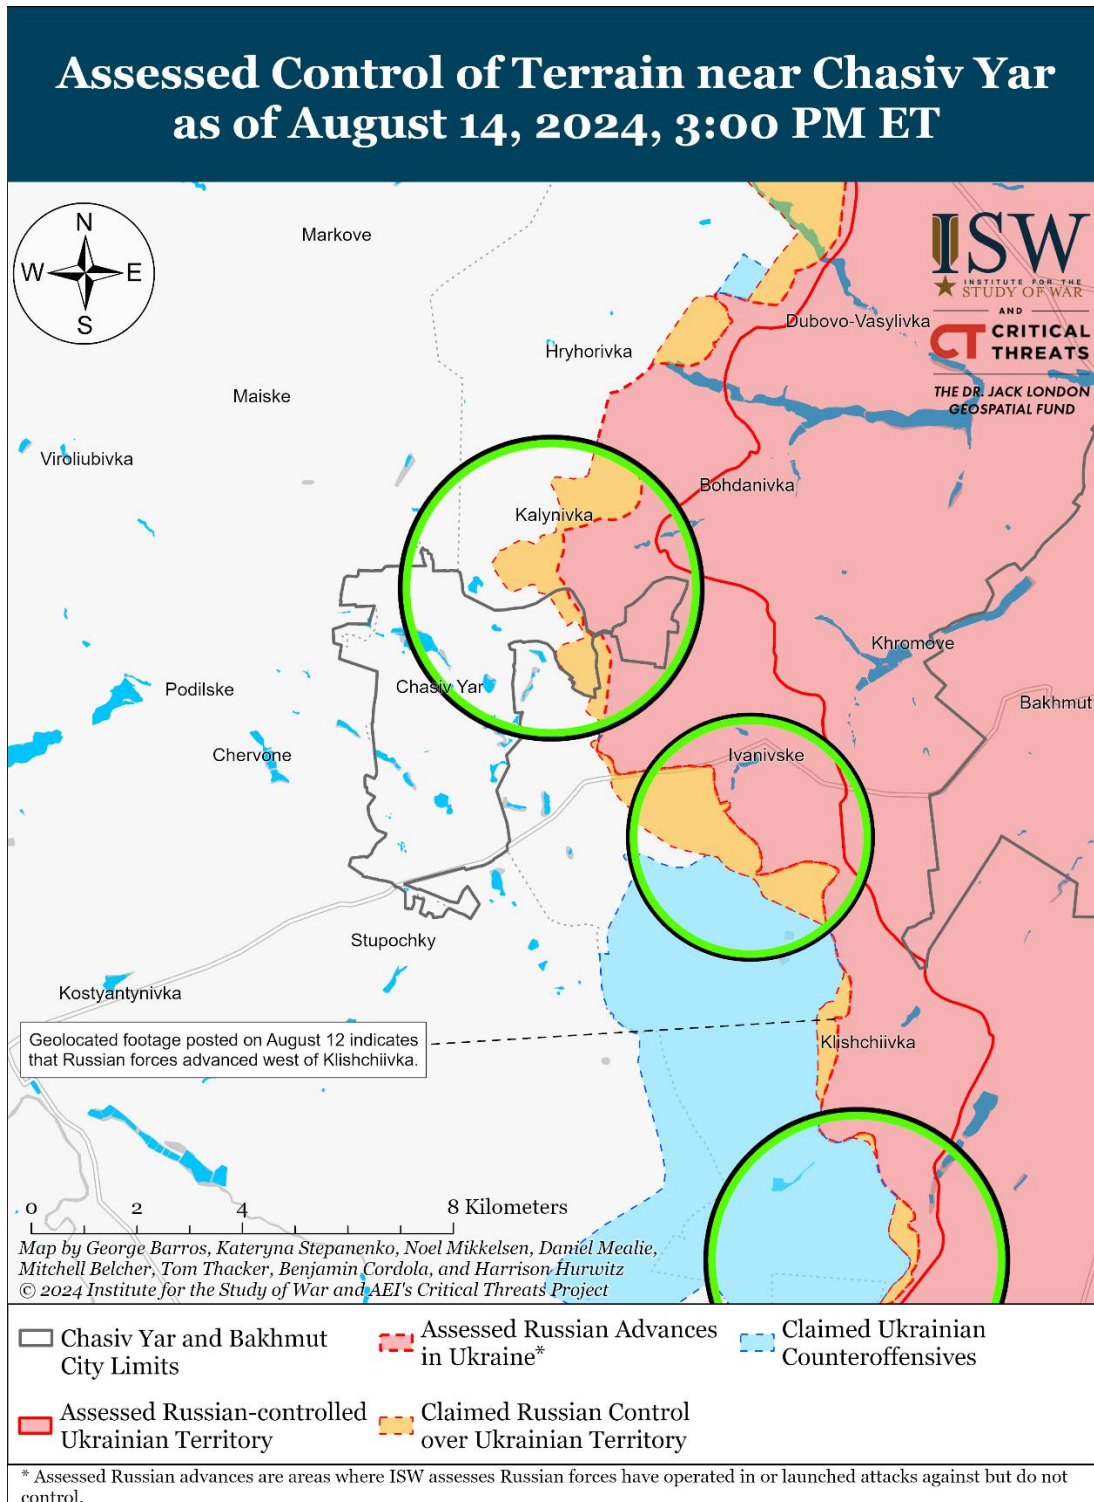 Assessed Control of Terrain near Chasiv Yar
as of August 14, 2024, 3:00 PM ET
N
W
E
S
Markove
ISW
INSTITUTE FOR THE
STUDY OF WAR
AND
CT CRITICAL
THREATS
THE DR. JACK LONDON
GEOSPATIAL FUND
Dubovo-Vasylivka
Hryhorivka
Maiske
Viroliubivka
Bohdanivka
Kalynivka
Khromove
Podilske
Chasiv Yar
Bakhmut
Chervone
Ivanivske
Stupochky
Kostyantynivka
Geolocated footage posted on August 12 indicates
that Russian forces advanced west of Klishchiivka.
Klishchiivka
0 2 4 8 Kilometers
Map by George Barros, Kateryna Stepanenko, Noel Mikkelsen, Daniel Mealie,
Mitchell Belcher, Tom Thacker, Benjamin Cordola, and Harrison Hurwitz
© 2024 Institute for the Study of War and AEI's Critical Threats Project
Chasiv Yar and Bakhmut
City Limits
Assessed Russian Advances
in Ukraine*
Claimed Ukrainian
Counteroffensives
Assessed Russian-controlled
Ukrainian Territory
Claimed Russian Control
over Ukrainian Territory
* Assessed Russian advances are areas where ISW assesses Russian forces have operated in or launched attacks against but do not
control.